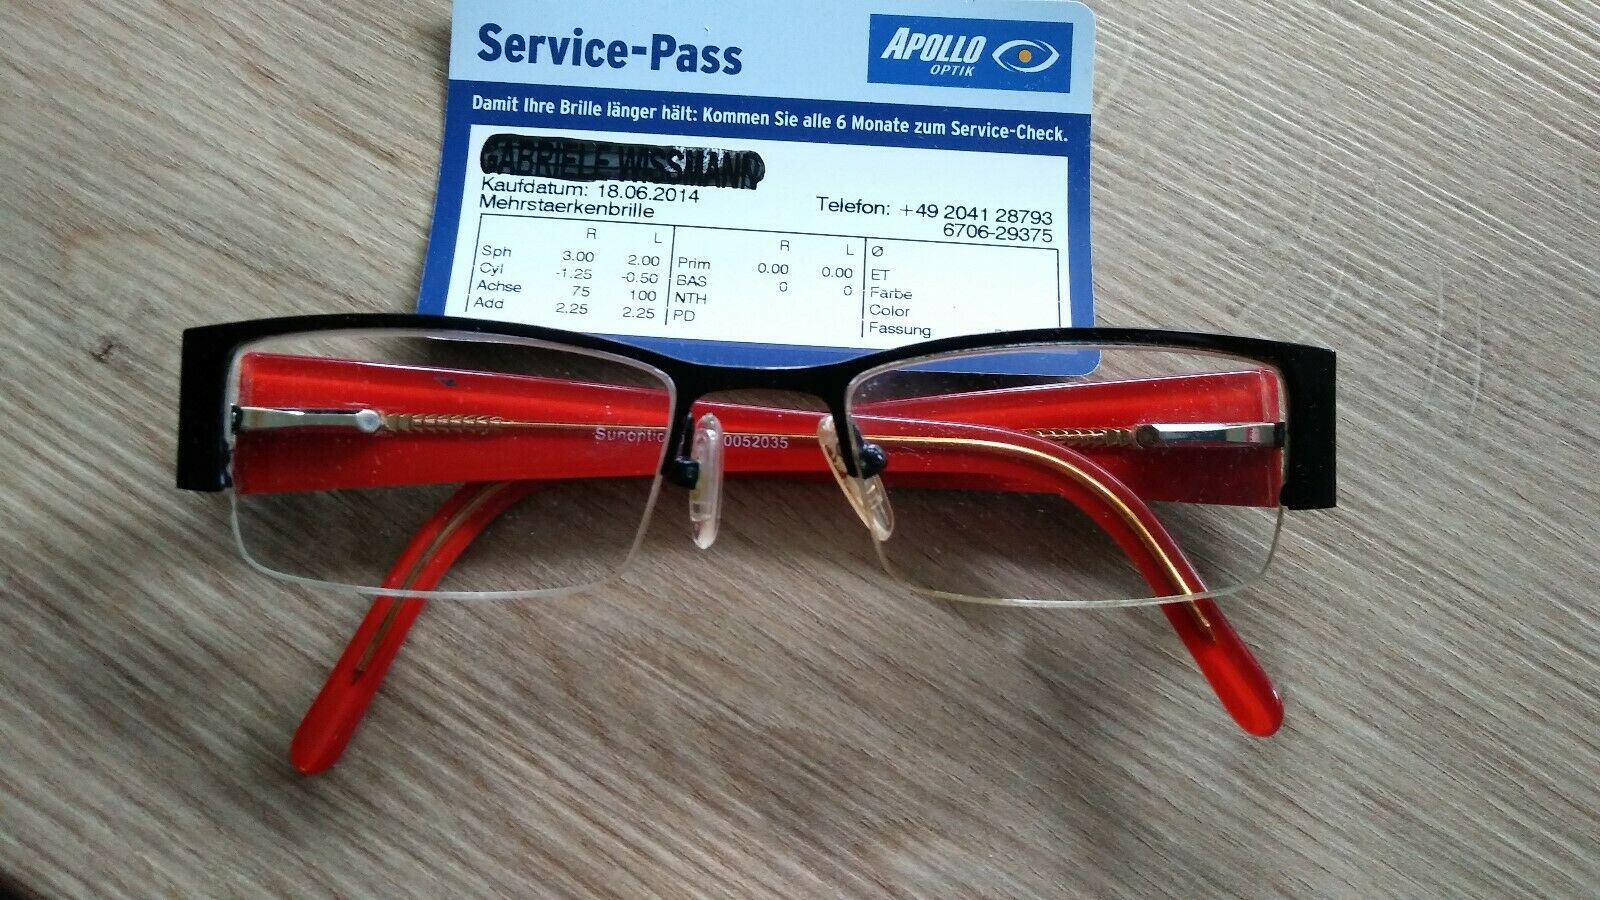 Service-Pass
APOLLO
OPTIK
Damit Ihre Brille länger hält: Kommen Sie alle 6 Monate zum Service-Check.
Kaufdatum: 18.06.2014
Mehrstaerkenbrille
Telefon: +49 2041 28793
6706-29375
R L
Sph 3.00 2.00
Cyl -1.25 -0.50
Achse 75 100
Add 2.25 2.25
R L
Prim 0.00 0.00
BAS 0 0
NTH
PD
Ø
ET
Farbe
Color
Fassung
0052035